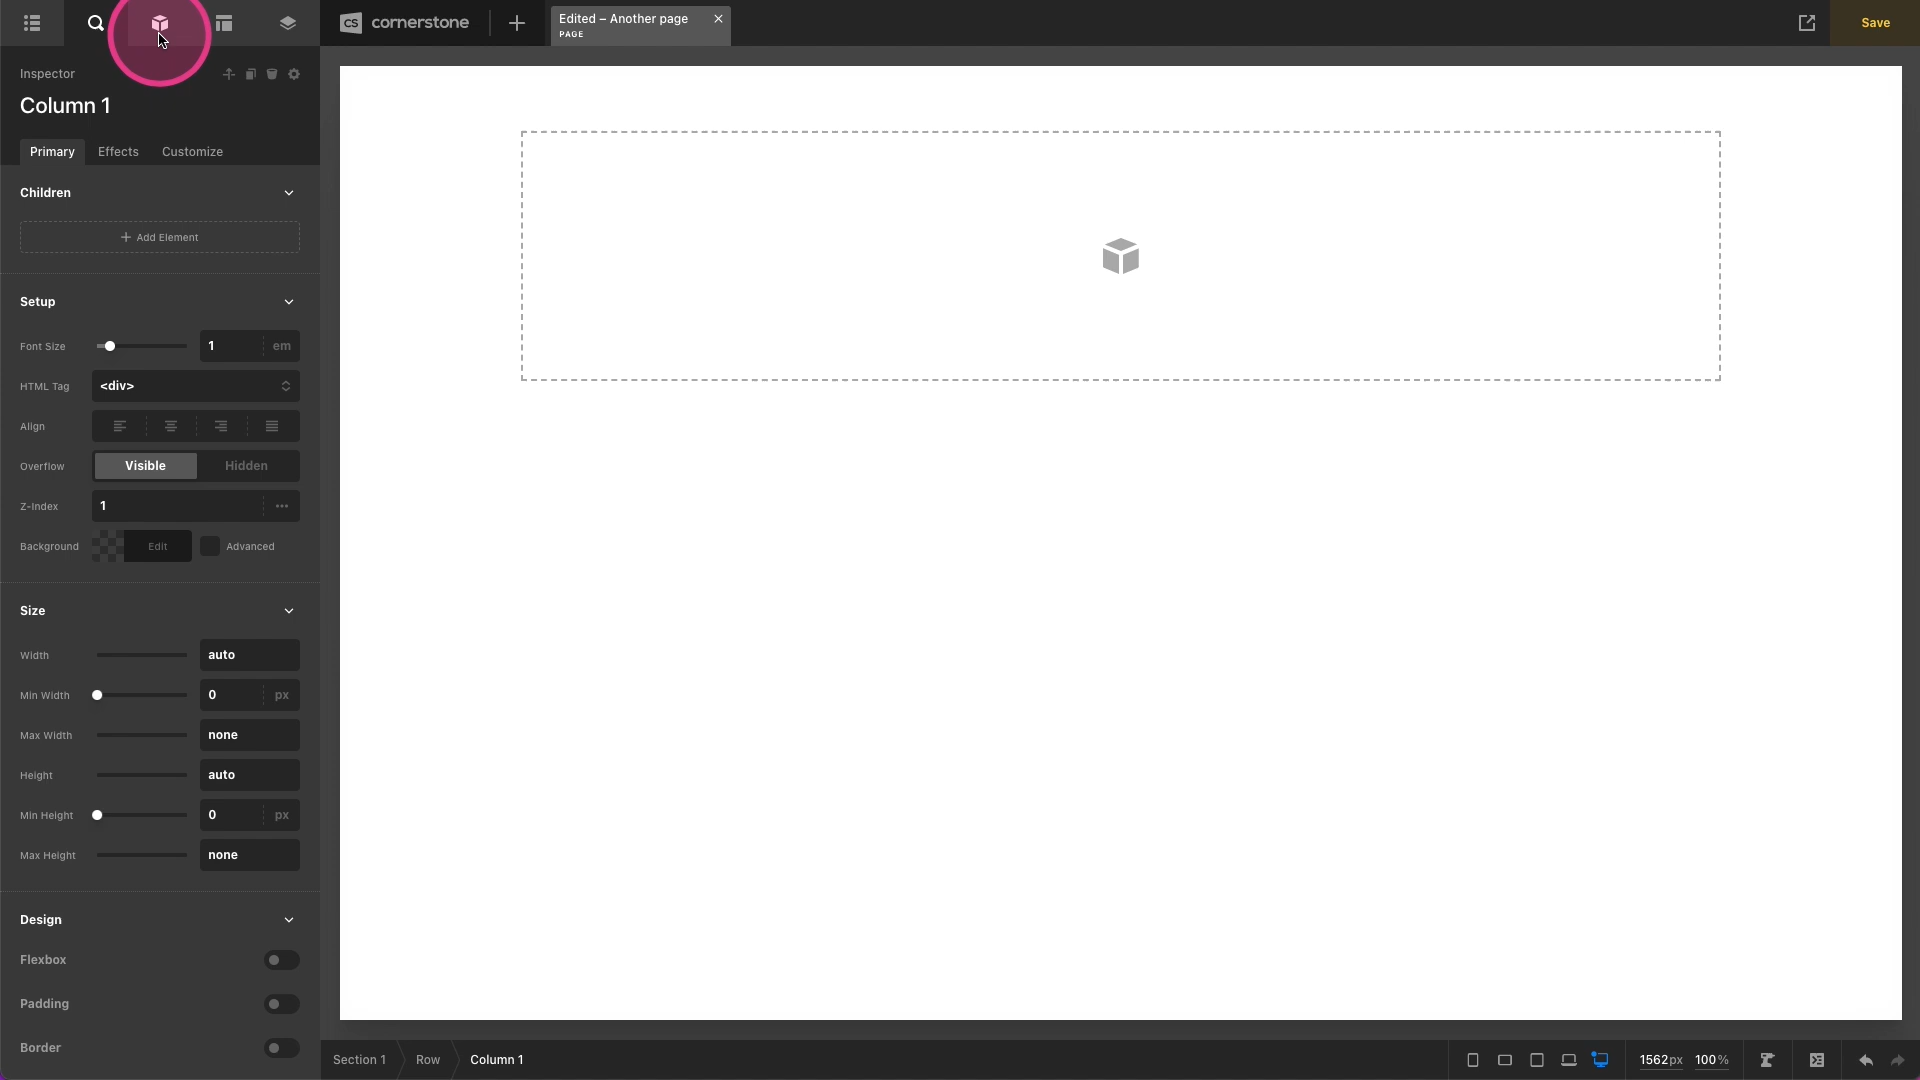 CS cornerstone
Edited – Another page
PAGE
Save
Inspector
Column 1
Primary Effects Customize
Children
Add Element
Setup
Font Size 1 em
HTML Tag <div>
Align
Overflow Visible Hidden
Z-Index 1
Background Edit Advanced
Size
Width auto
Min Width 0 px
Max Width none
Height auto
Min Height 0 px
Max Height none
Design
Flexbox
Padding
Border
Section 1 Row Column 1
1562px 100%